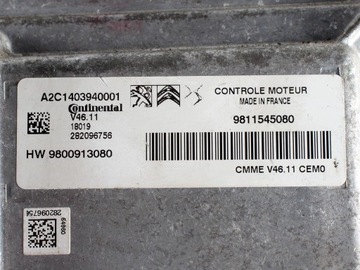 A2C1403940001
Continental
V46.11
18019
282096756
HW 9800913080
CONTROLE MOTEUR
MADE IN FRANCE
9811545080
CMME V46.11 CEM0
64860
282096756